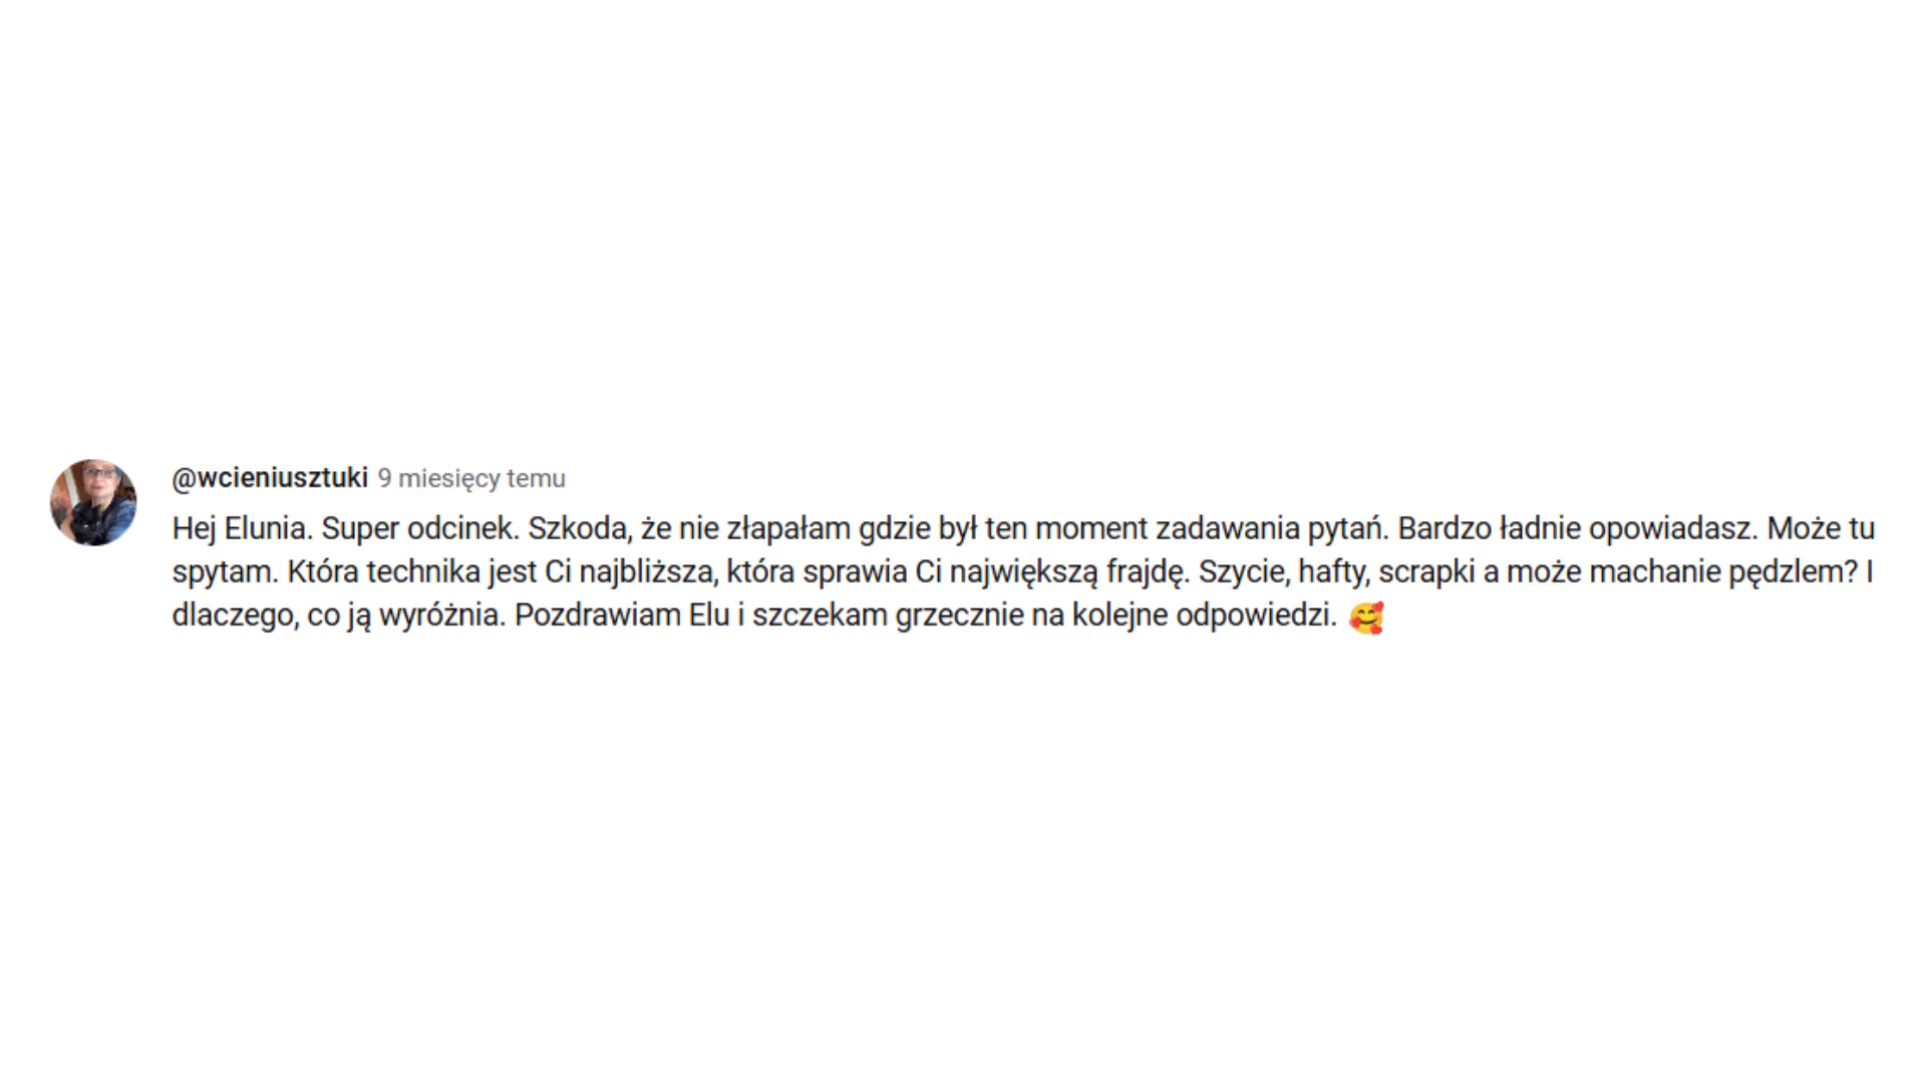 @wcieniusztuki 9 miesięcy temu
Hej Elunia. Super odcinek. Szkoda, że nie złapałam gdzie był ten moment zadawania pytań. Bardzo ładnie opowiadasz. Może tu
spytam. Która technika jest Ci najbliższa, która sprawia Ci największą frajdę. Szycie, hafty, scrapki a może machanie pędzlem? I
dlaczego, co ją wyróżnia. Pozdrawiam Elu i szczekam grzecznie na kolejne odpowiedzi. 🥰